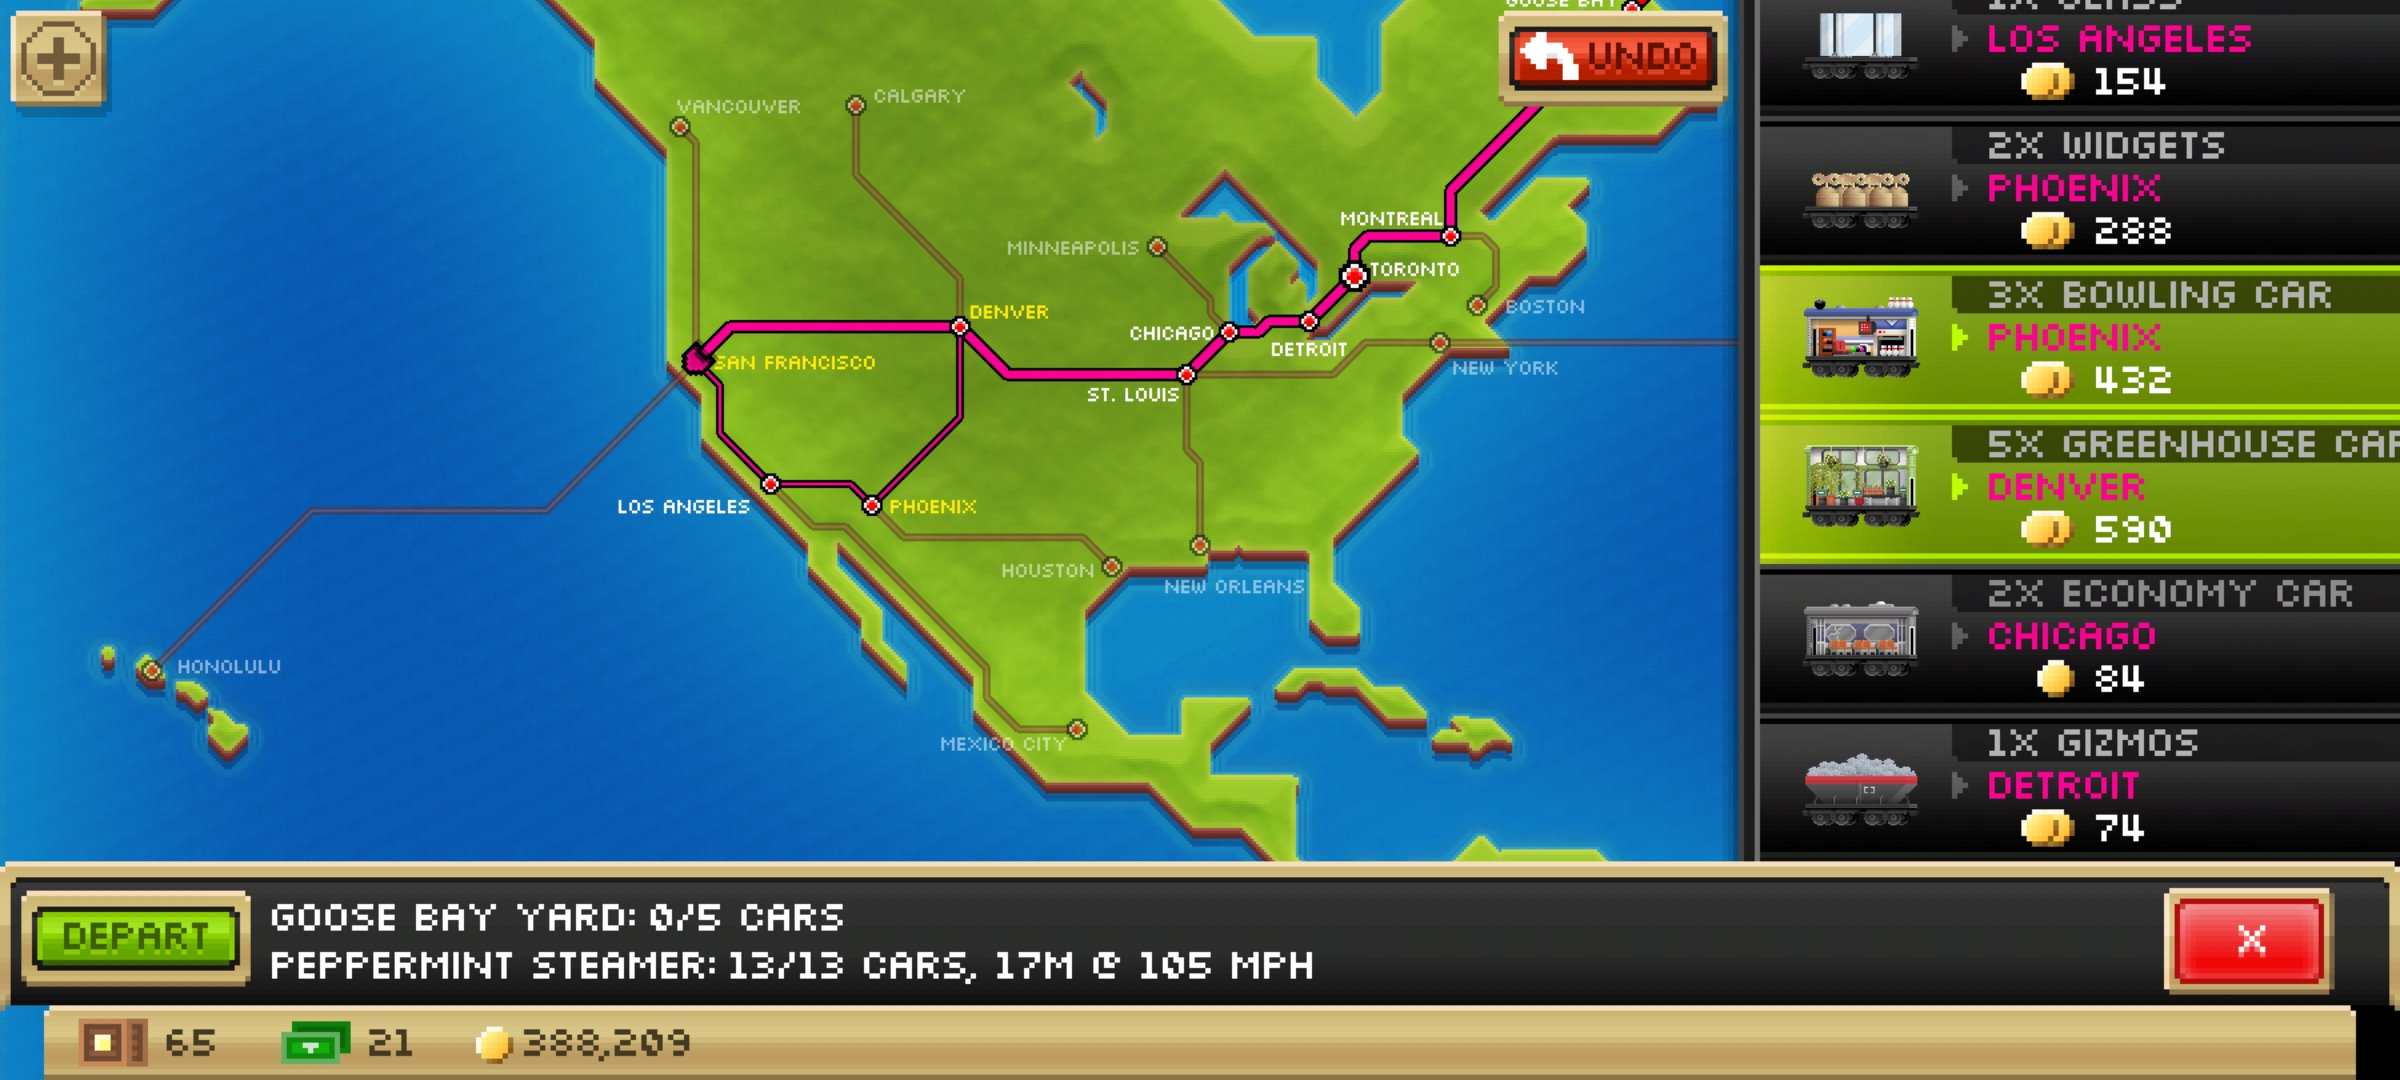 GOOSE BAY
UNDO
VANCOUVER
CALGARY
MINNEAPOLIS
MONTREAL
TORONTO
BOSTON
DENVER
CHICAGO
DETROIT
NEW YORK
SAN FRANCISCO
ST. LOUIS
LOS ANGELES
PHOENIX
HOUSTON
NEW ORLEANS
HONOLULU
MEXICO CITY
1X GLASS
LOS ANGELES
154
2X WIDGETS
PHOENIX
288
3X BOWLING CAR
PHOENIX
432
5X GREENHOUSE CAR
DENVER
590
2X ECONOMY CAR
CHICAGO
84
1X GIZMOS
DETROIT
74
DEPART
GOOSE BAY YARD: 0/5 CARS
PEPPERMINT STEAMER: 13/13 CARS, 17M @ 105 MPH
X
65
21
388,209